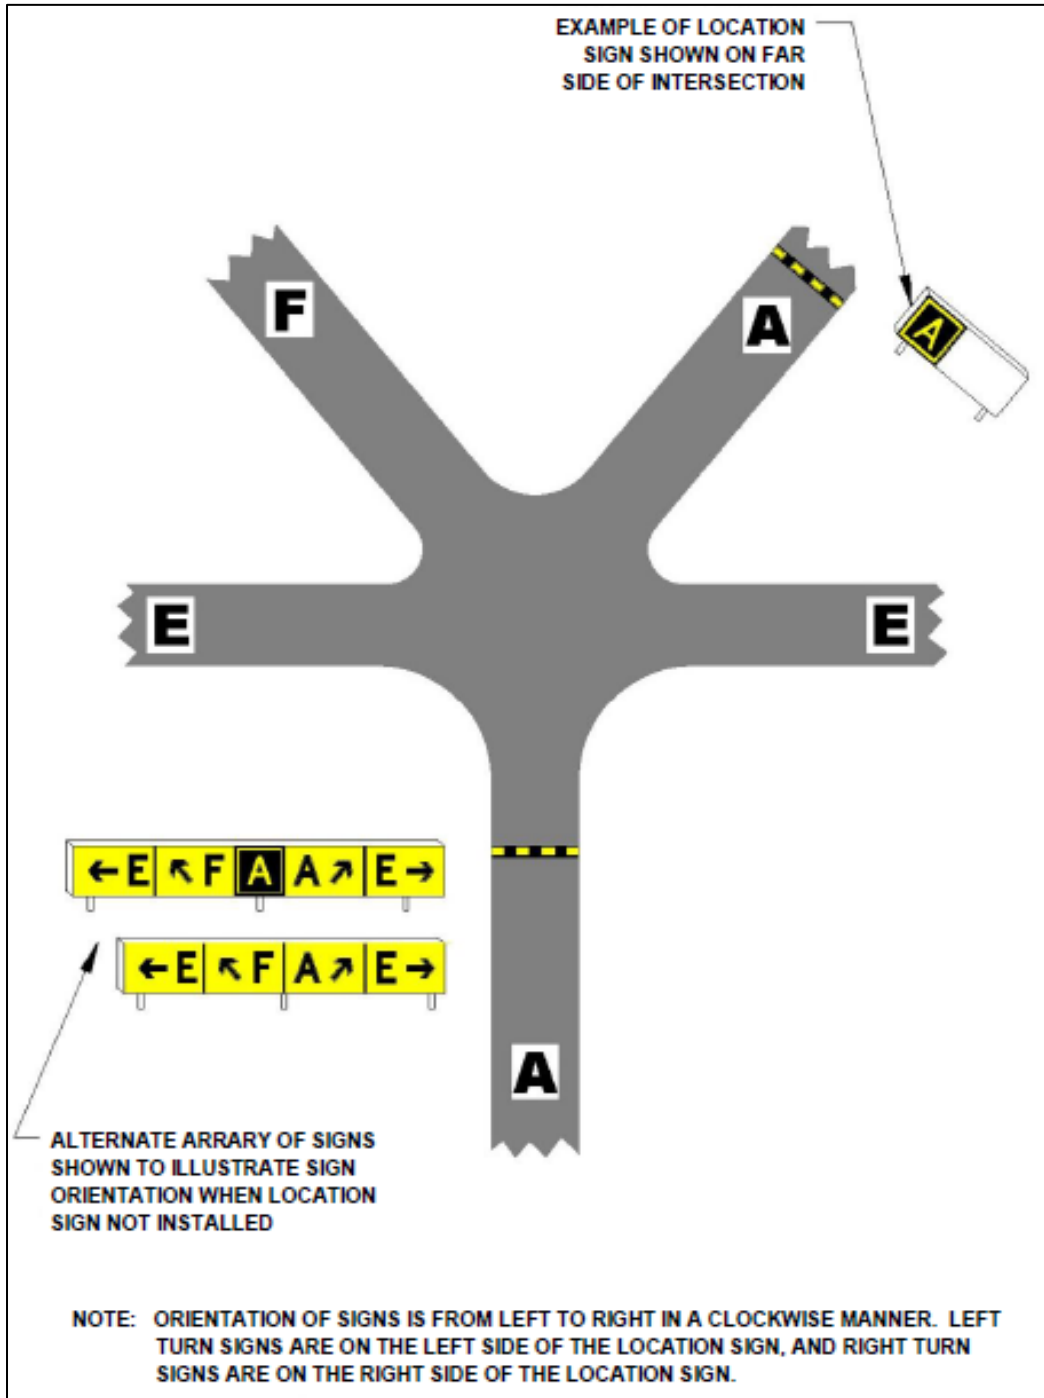 EXAMPLE OF LOCATION
SIGN SHOWN ON FAR
SIDE OF INTERSECTION
F
A
A
E
E
←E ↖F A A↗ E→
←E ↖F A↗ E→
A
ALTERNATE ARRARY OF SIGNS
SHOWN TO ILLUSTRATE SIGN
ORIENTATION WHEN LOCATION
SIGN NOT INSTALLED
NOTE: ORIENTATION OF SIGNS IS FROM LEFT TO RIGHT IN A CLOCKWISE MANNER. LEFT
TURN SIGNS ARE ON THE LEFT SIDE OF THE LOCATION SIGN, AND RIGHT TURN
SIGNS ARE ON THE RIGHT SIDE OF THE LOCATION SIGN.